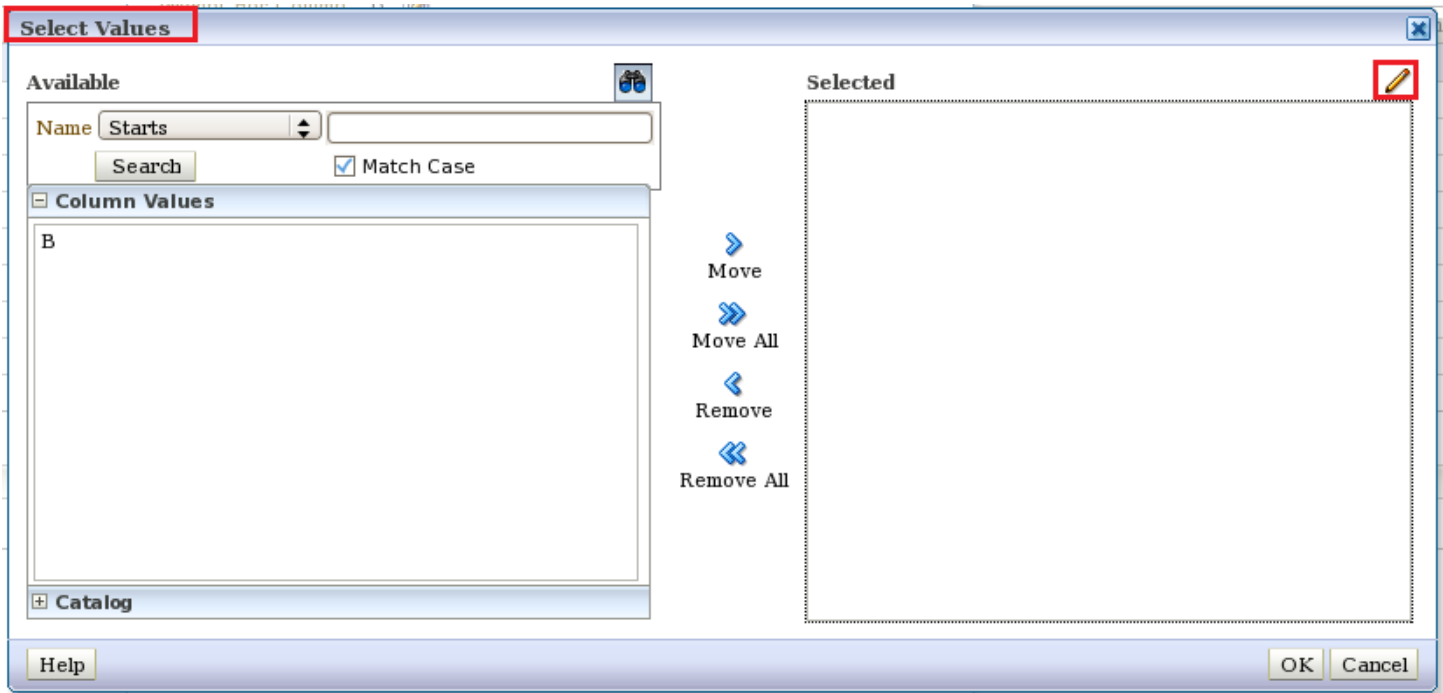 Select Values
Available
Selected
Name Starts
Search Match Case
Column Values
B
Move
Move All
Remove
Remove All
Catalog
Help OK Cancel